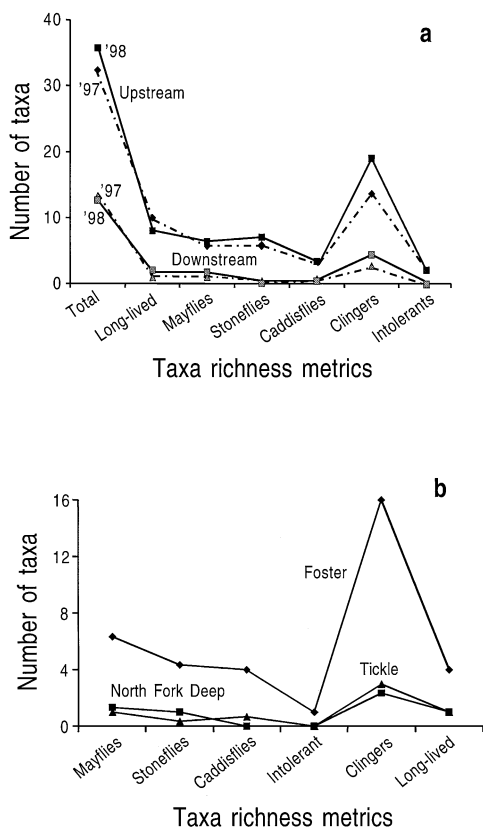 40
a
'98
'97
Upstream
30
Number of taxa
20
'97
'98
10
Downstream
0
Total
Long-lived
Mayflies
Stoneflies
Caddisflies
Clingers
Intolerants
Taxa richness metrics
16
b
12
Number of taxa
Foster
8
4
North Fork Deep
Tickle
0
Mayflies
Stoneflies
Caddisflies
Intolerant
Clingers
Long-lived
Taxa richness metrics